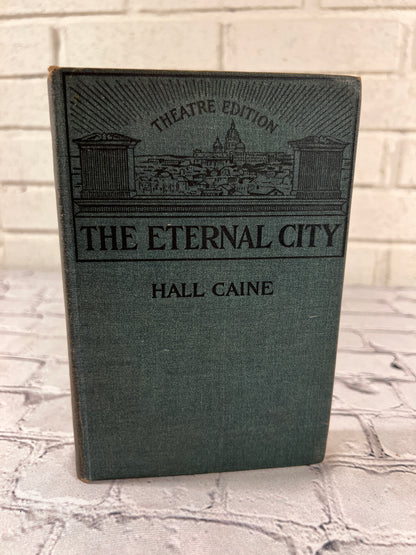 THEATRE EDITION
THE ETERNAL CITY
HALL CAINE